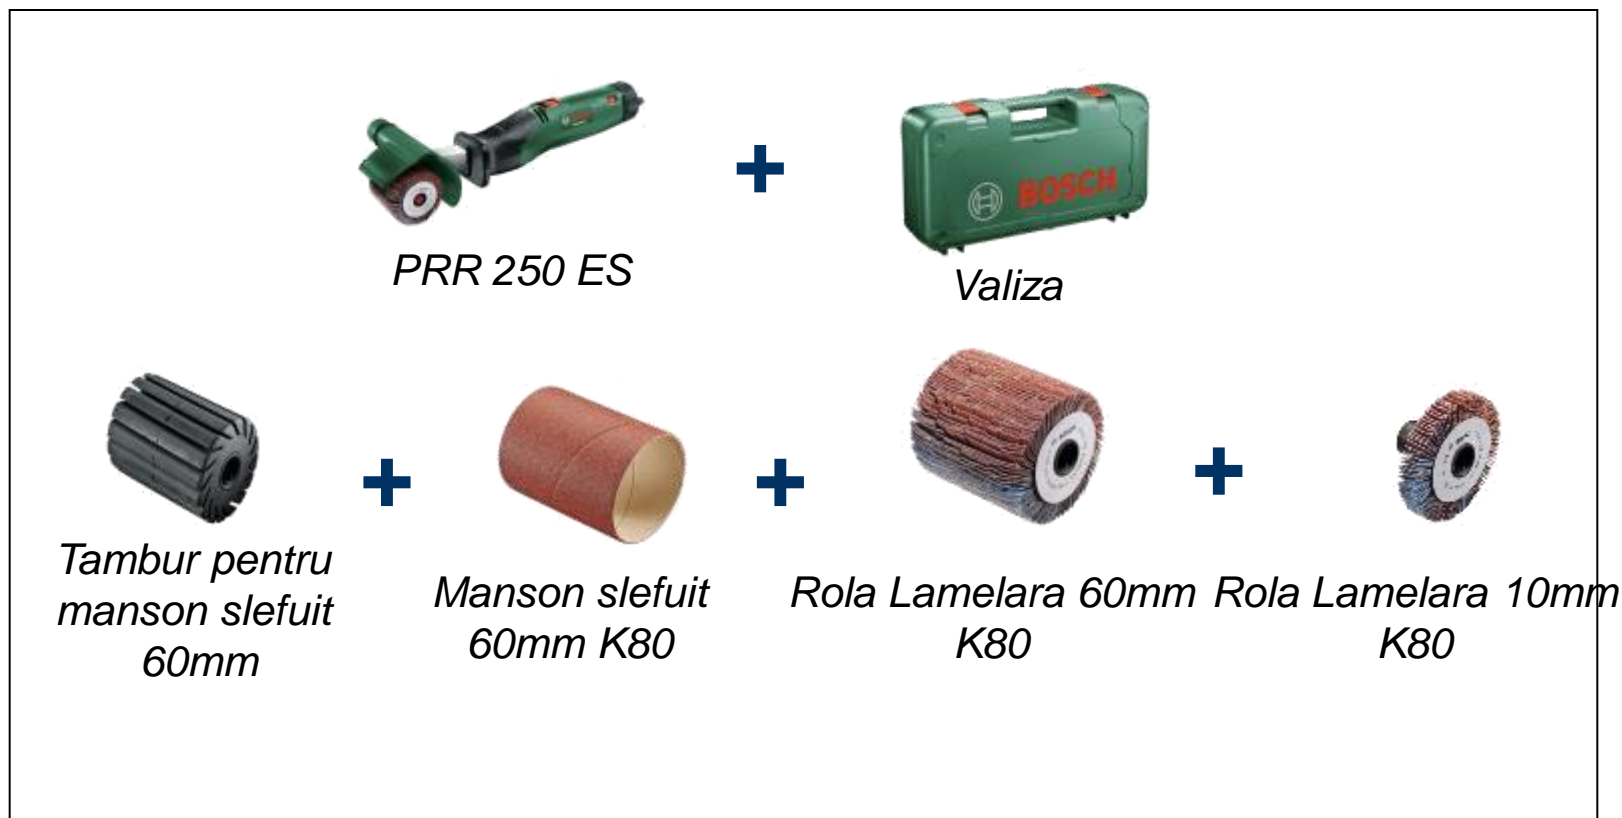 BOSCH
PRR 250 ES
Valiza
Tambur pentru
manson slefuit
60mm
Manson slefuit
60mm K80
Rola Lamelara 60mm
K80
Rola Lamelara 10mm
K80